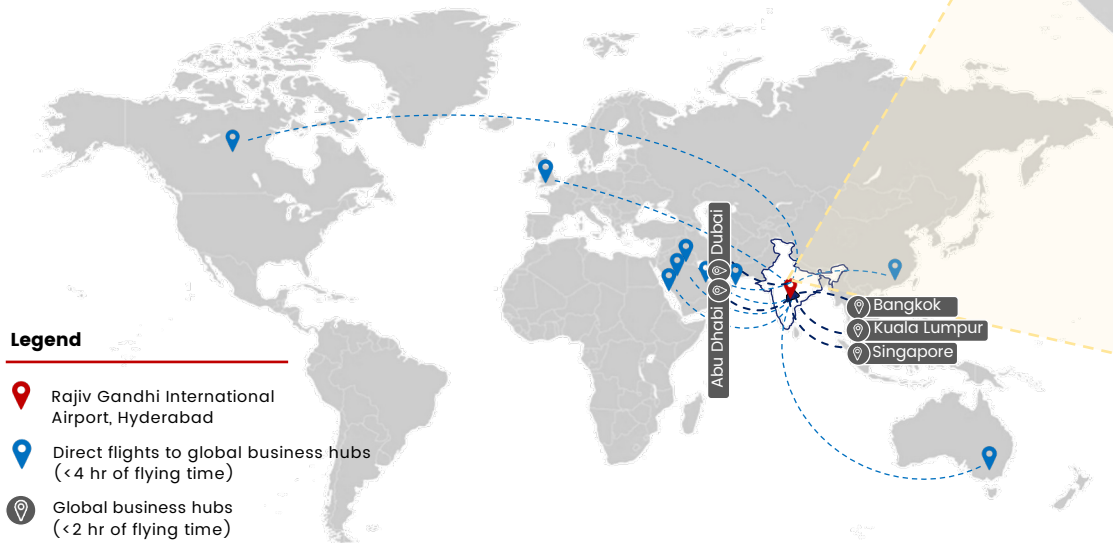 Dubai
Abu Dhabi
Bangkok
Kuala Lumpur
Singapore
Legend
Rajiv Gandhi International
Airport, Hyderabad
Direct flights to global business hubs
(<4 hr of flying time)
Global business hubs
(<2 hr of flying time)